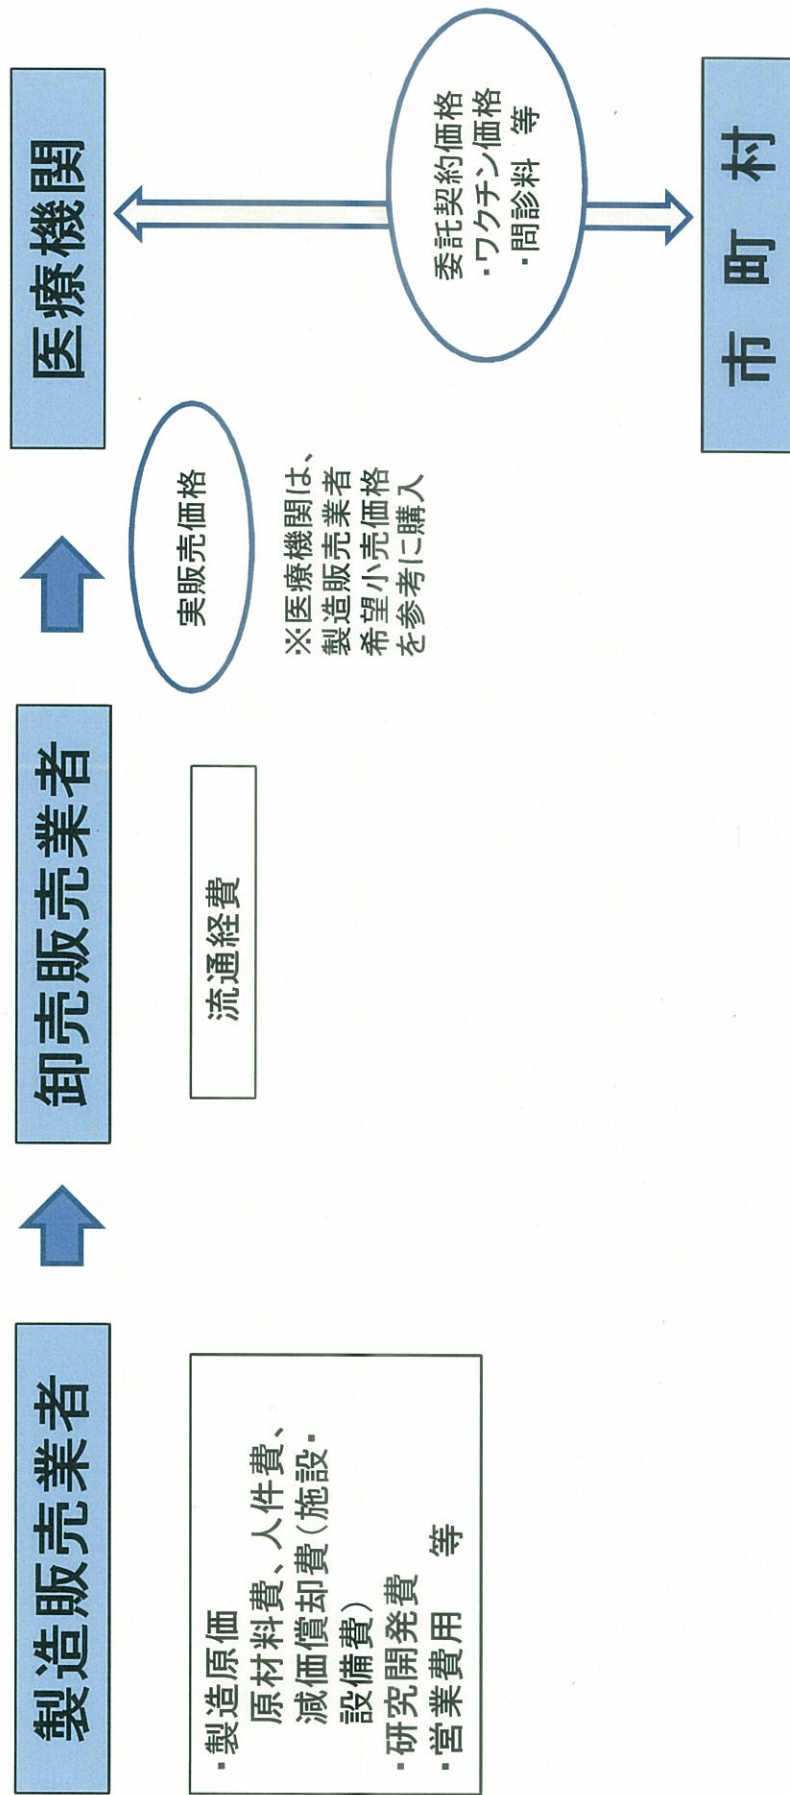 製造販売業者
卸売販売業者
医療機関
・製造原価
原材料費、人件費、
減価償却費（施設・
設備費）
・研究開発費
・営業費用 等
流通経費
実販売価格
※医療機関は、
製造販売業者
希望小売価格
を参考に購入
委託契約価格
・ワクチン価格
・問診料 等
市 町 村